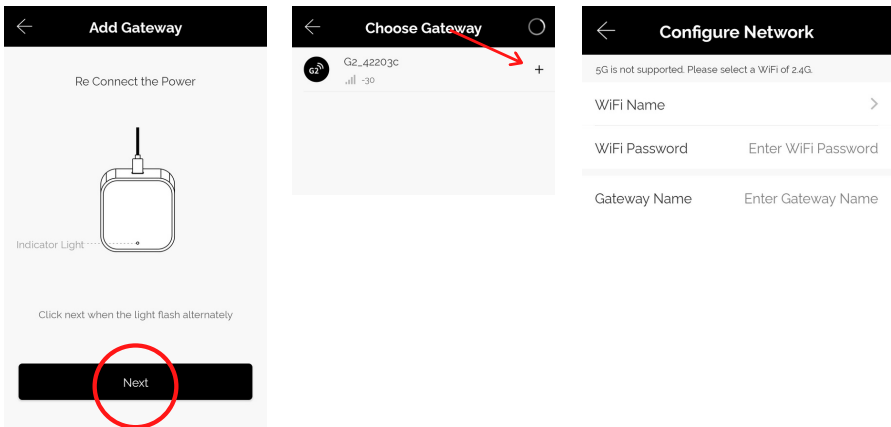 Add Gateway
Re Connect the Power
Indicator Light
Click next when the light flash alternately
Next
Choose Gateway
G2
G2_42203c
-30
+
Configure Network
5G is not supported. Please select a WiFi of 2.4G.
WiFi Name
WiFi Password Enter WiFi Password
Gateway Name Enter Gateway Name